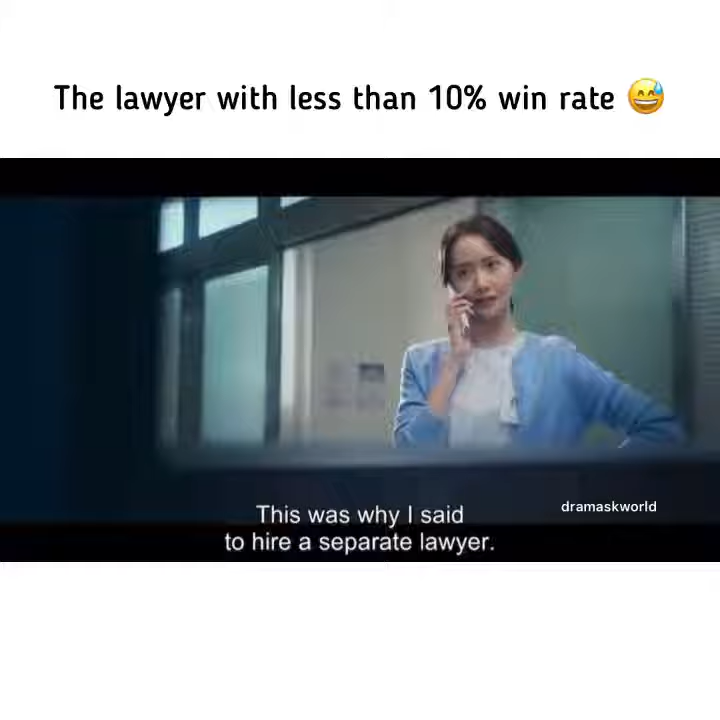 The lawyer with less than 10% win rate 😅
dramaskworld
This was why I said
to hire a separate lawyer.